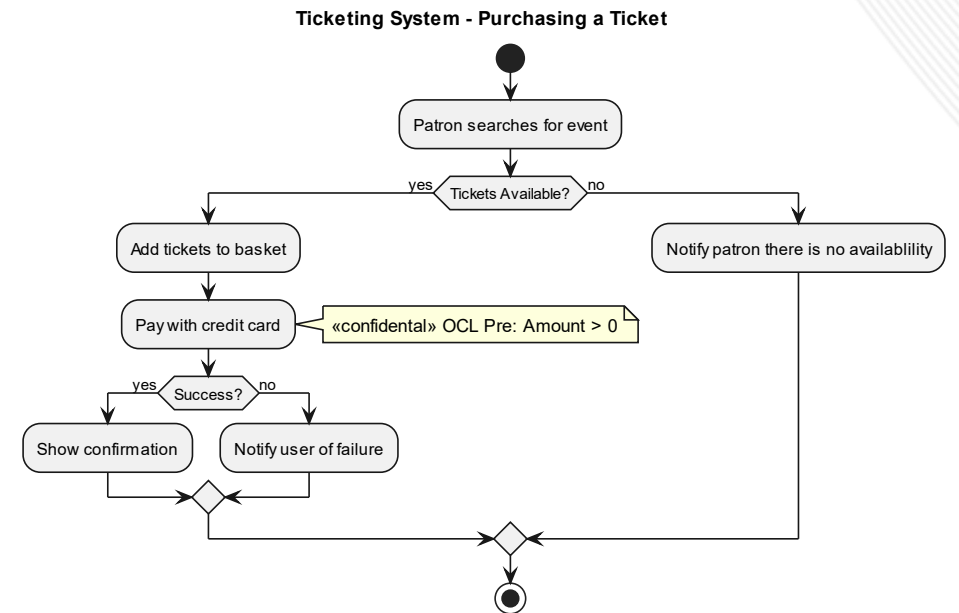 Ticketing System - Purchasing a Ticket
Patron searches for event
yes
Tickets Available?
no
Add tickets to basket
Notify patron there is no availablility
Pay with credit card
«confidental» OCL Pre: Amount > 0
yes
Success?
no
Show confirmation
Notify user of failure